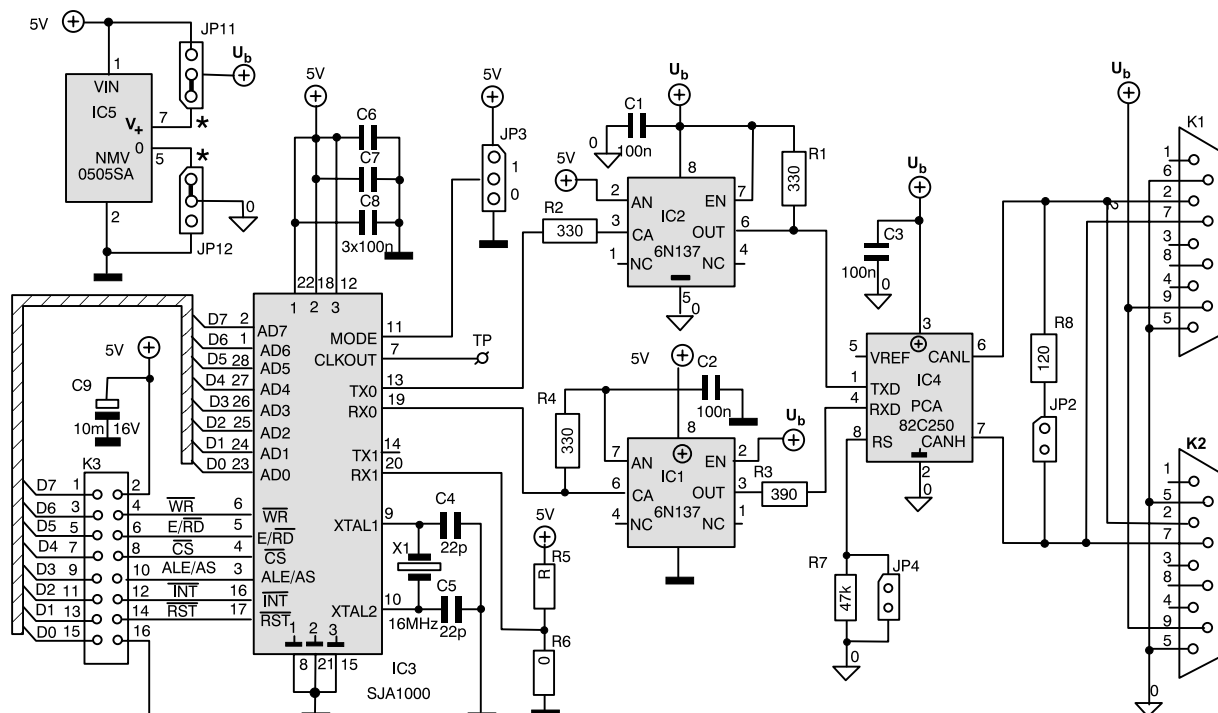 5V
JP11
Ub
1
VIN
IC5
V+ 7 *
0
NMV 5 *
0505SA
2
0
JP12
5V
C6
C7
C8
3x100n
22 18 12
1 2 3
5V
JP3
1
0
Ub
C1
0
100n
5V
R1
330
8
2 AN EN 7
IC2
R2
330
3 CA OUT 6
6N137
1 NC NC 4
5
0
Ub
C3
100n
0
Ub
K1
1
6
2
7
3
8
4
9
5
D7 2 AD7
D6 1 AD6
D5 28 AD5
D4 27 AD4
D3 26 AD3
D2 25 AD2
D1 24 AD1
D0 23 AD0
MODE 11
CLKOUT 7
TP
TX0 13
RX0 19
TX1 14
RX1 20
XTAL1 9
XTAL2 10
5V
C9
10m 16V
K3
D7 1 2
D6 3 4 WR 6 WR
D5 5 6 E/RD 5 E/RD
D4 7 8 CS 4 CS
D3 9 10 ALE/AS 3 ALE/AS
D2 11 12 INT 16 INT
D1 13 14 RST 17 RST
D0 15 16
1 2 3
8 21 15
IC3
SJA1000
C4
22p
X1
16MHz
C5
22p
5V
R5
R
R6
0
5V
C2
100n
R4
330
8
7 AN EN 2
Ub
IC1
6 CA OUT 3
6N137
4 NC NC 1
R3
390
3
5 VREF CANL 6
IC4
1 TXD
4 RXD PCA
82C250
8 RS CANH 7
2
0
R8
120
JP2
R7
47k
JP4
0
K2
1
5
2
7
3
8
4
9
5
0